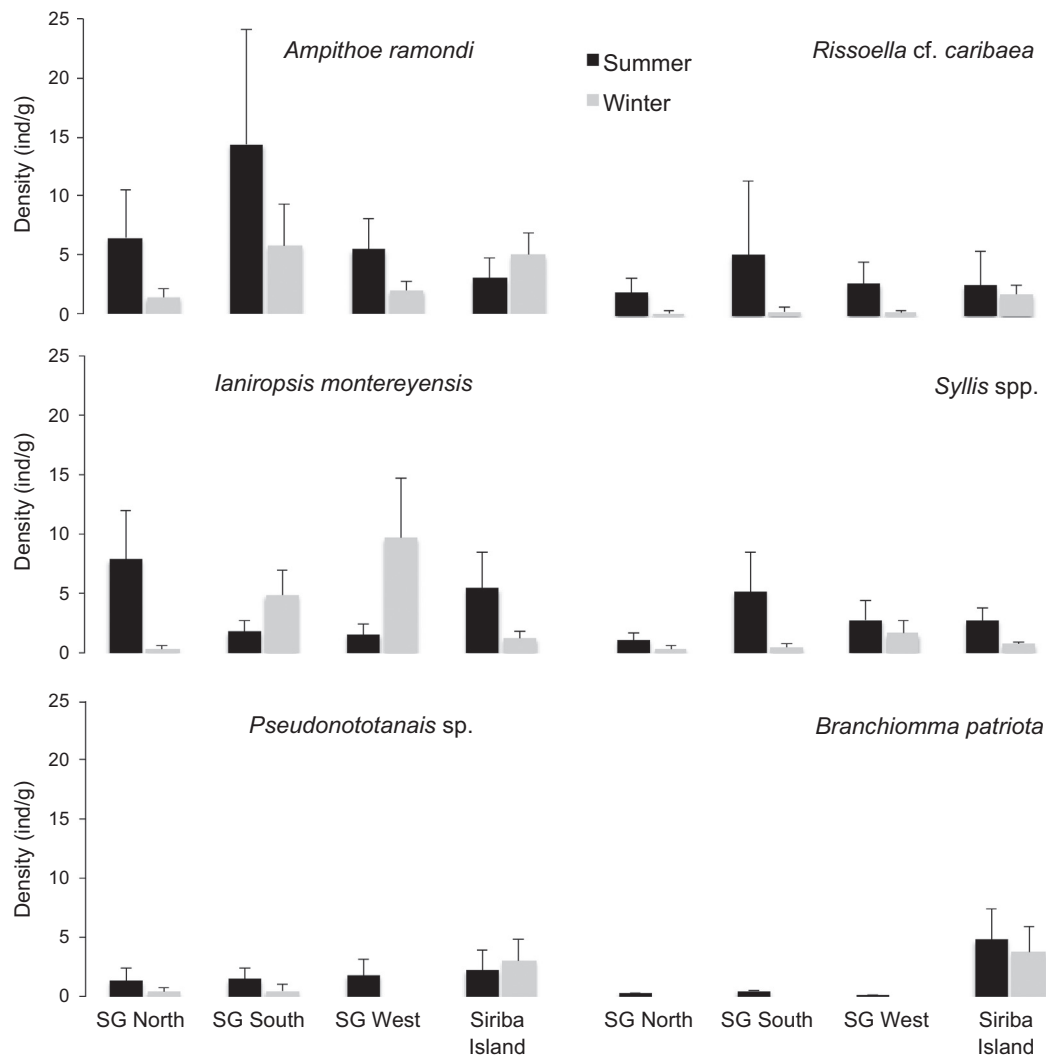 25
20
15
10
5
0
Density (ind/g)
Ampithoe ramondi
Summer
Winter
Rissoella cf. caribaea
25
20
15
10
5
0
Density (ind/g)
Ianiropsis montereyensis
Syllis spp.
25
20
15
10
5
0
Density (ind/g)
Pseudonototanais sp.
Branchiomma patriota
SG North
SG South
SG West
Siriba
Island
SG North
SG South
SG West
Siriba
Island